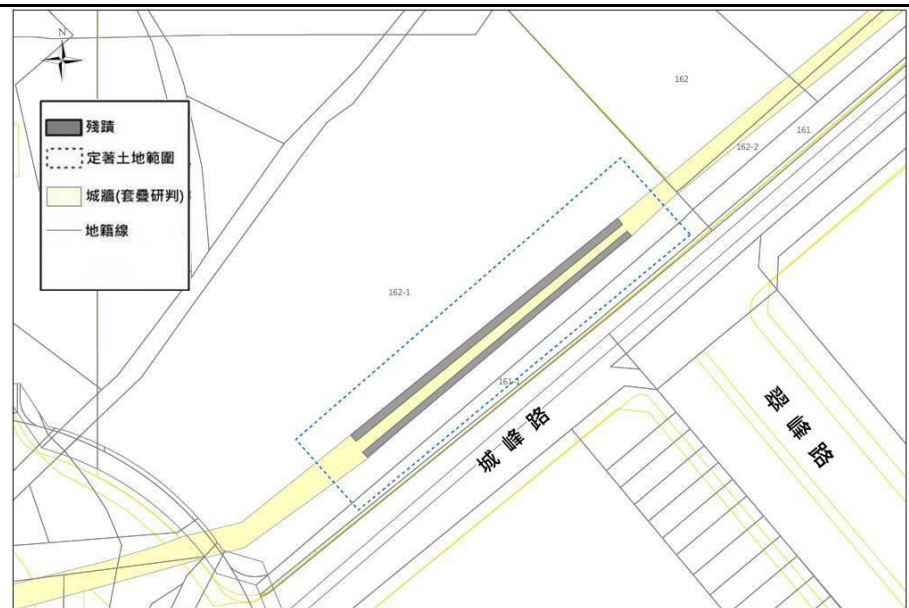 N
殘蹟
定著土地範圍
城牆(套疊研判)
地籍線
162
161
162-2
162-1
161-1
城峰路
翠峰路